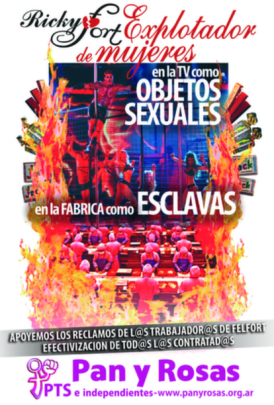 Ricky Fort Explotador
de mujeres
en la TV como
OBJETOS
SEXUALES
en la FABRICA como ESCLAVAS
APOYEMOS LOS RECLAMOS DE L@S TRABAJADOR@S DE FELFORT
EFECTIVIZACION DE TOD@S L@S CONTRATAD@S
Pan y Rosas
PTS e independientes-www.panyrosas.org.ar